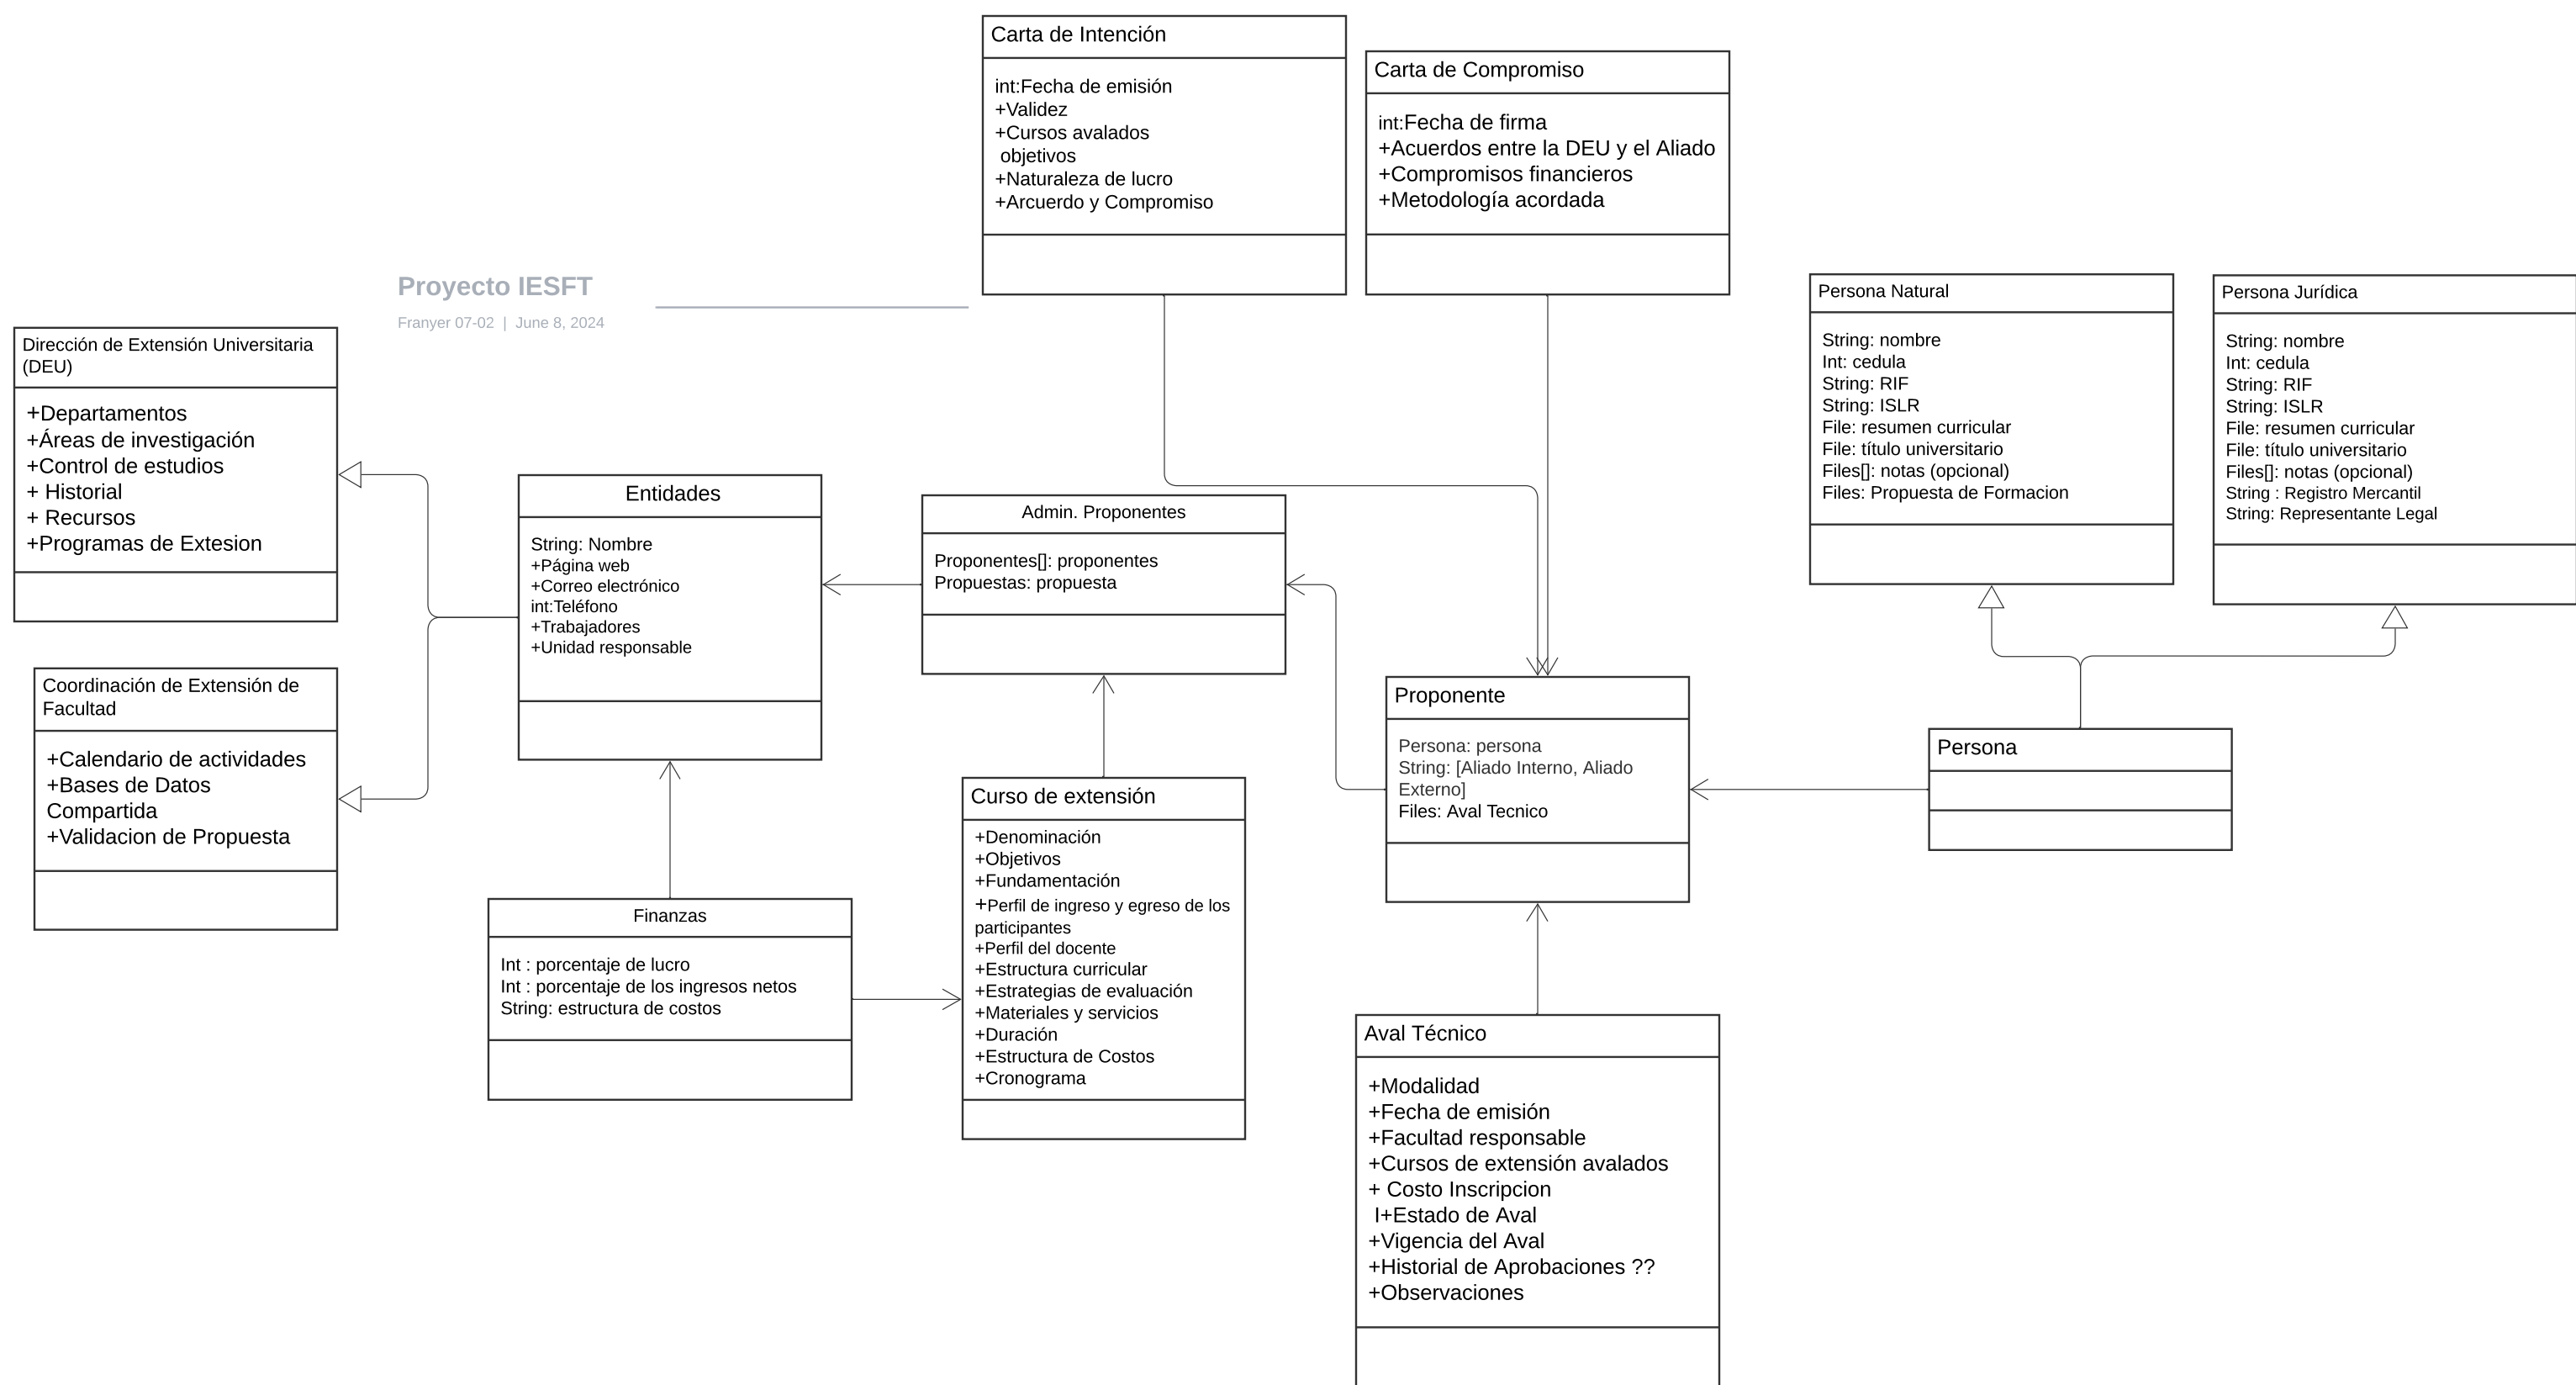 Carta de Intención
int:Fecha de emisión
+Validez
+Cursos avalados
objetivos
+Naturaleza de lucro
+Arcuerdo y Compromiso
Carta de Compromiso
int:Fecha de firma
+Acuerdos entre la DEU y el Aliado
+Compromisos financieros
+Metodología acordada
Proyecto IESFT
Franyer 07-02 | June 8, 2024
Persona Natural
String: nombre
Int: cedula
String: RIF
String: ISLR
File: resumen curricular
File: título universitario
Files[]: notas (opcional)
Files: Propuesta de Formacion
Persona Jurídica
String: nombre
Int: cedula
String: RIF
String: ISLR
File: resumen curricular
File: título universitario
Files[]: notas (opcional)
String : Registro Mercantil
String: Representante Legal
Dirección de Extensión Universitaria
(DEU)
+Departamentos
+Áreas de investigación
+Control de estudios
+ Historial
+ Recursos
+Programas de Extesion
Entidades
String: Nombre
+Página web
+Correo electrónico
int:Teléfono
+Trabajadores
+Unidad responsable
Admin. Proponentes
Proponentes[]: proponentes
Propuestas: propuesta
Coordinación de Extensión de
Facultad
+Calendario de actividades
+Bases de Datos
Compartida
+Validacion de Propuesta
Proponente
Persona: persona
String: [Aliado Interno, Aliado
Externo]
Files: Aval Tecnico
Persona
Curso de extensión
+Denominación
+Objetivos
+Fundamentación
+Perfil de ingreso y egreso de los
participantes
+Perfil del docente
+Estructura curricular
+Estrategias de evaluación
+Materiales y servicios
+Duración
+Estructura de Costos
+Cronograma
Finanzas
Int : porcentaje de lucro
Int : porcentaje de los ingresos netos
String: estructura de costos
Aval Técnico
+Modalidad
+Fecha de emisión
+Facultad responsable
+Cursos de extensión avalados
+ Costo Inscripcion
I+Estado de Aval
+Vigencia del Aval
+Historial de Aprobaciones ??
+Observaciones